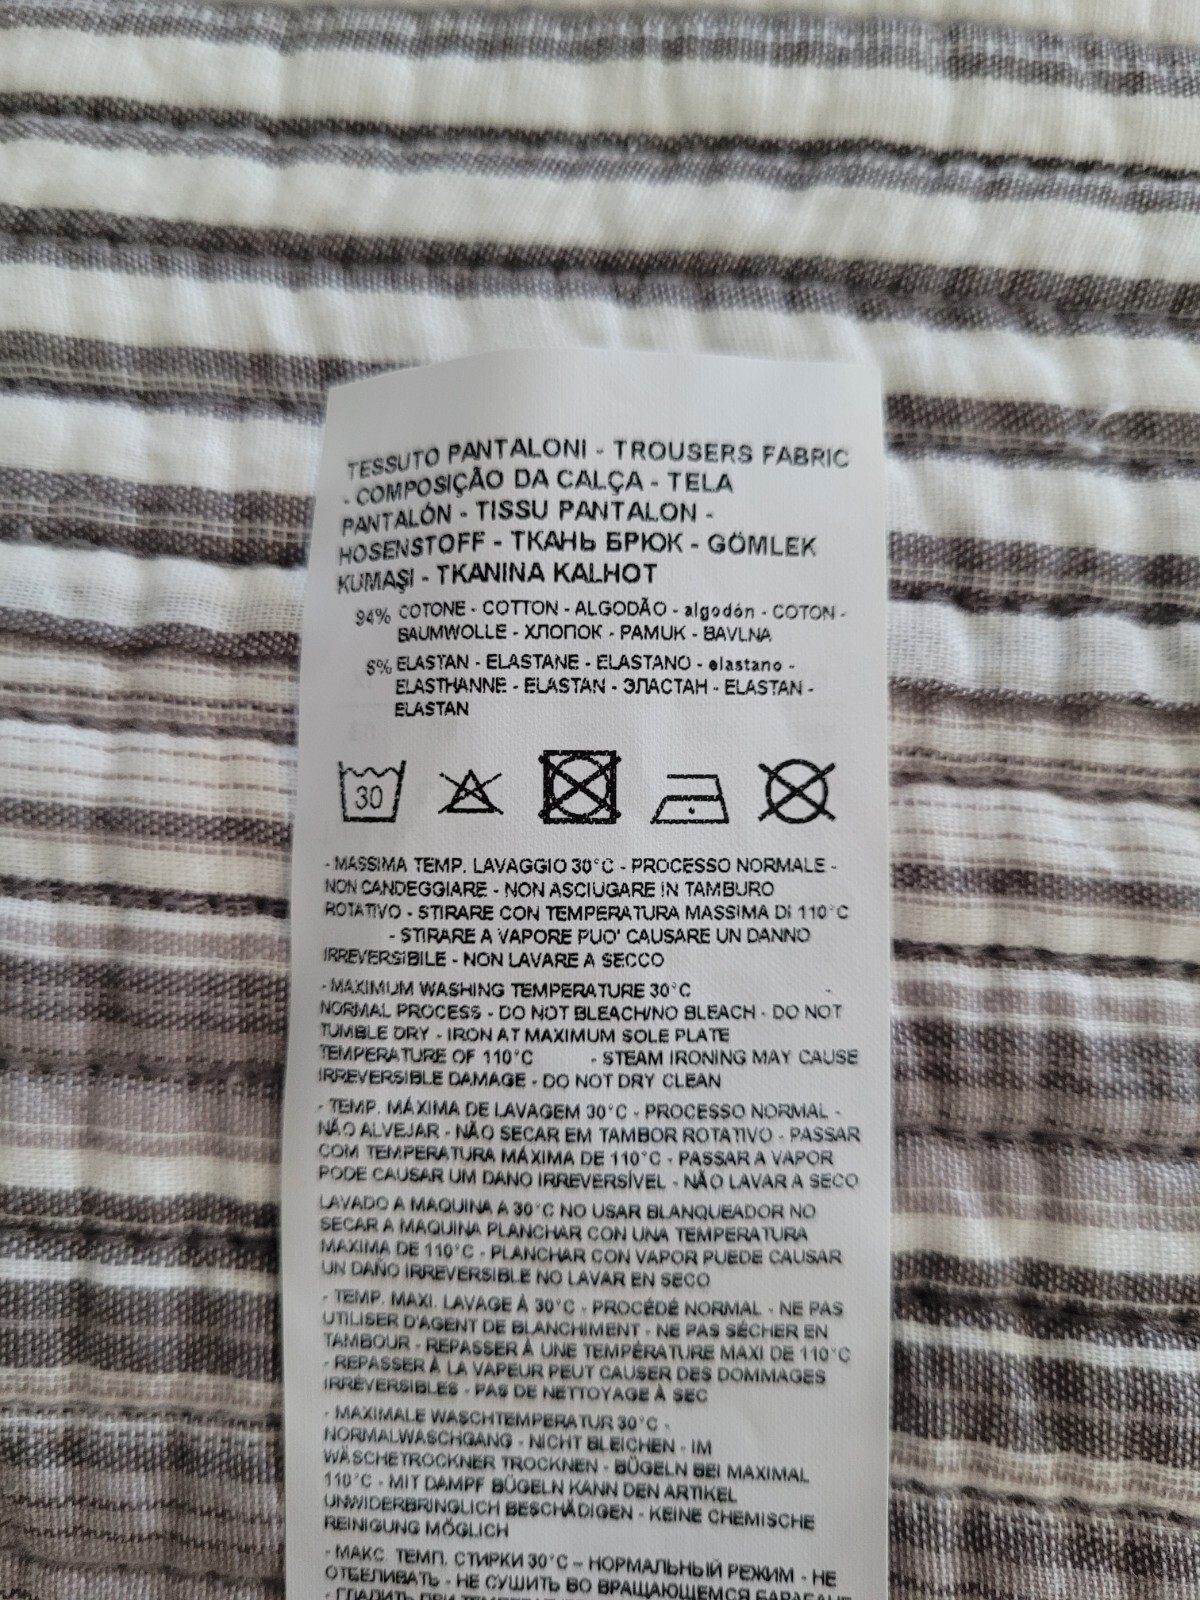 TESSUTO PANTALONI - TROUSERS FABRIC
- COMPOSIÇÃO DA CALÇA - TELA
PANTALÓN - TISSU PANTALON -
HOSENSTOFF - ТКАНЬ БРЮК - GÖMLEK
KUMAŞI - TKANINA KALHOT
94% COTONE - COTTON - ALGODÃO - algodón - COTON -
BAUMWOLLE - ХЛОПОК - PAMUK - BAVLNA
6% ELASTAN - ELASTANE - ELASTANO - elastano -
ELASTHANNE - ELASTAN - ЭЛАСТАН - ELASTAN -
ELASTAN
30
- MASSIMA TEMP. LAVAGGIO 30°C - PROCESSO NORMALE -
NON CANDEGGIARE - NON ASCIUGARE IN TAMBURO
ROTATIVO - STIRARE CON TEMPERATURA MASSIMA DI 110°C
- STIRARE A VAPORE PUO' CAUSARE UN DANNO
IRREVERSIBILE - NON LAVARE A SECCO
- MAXIMUM WASHING TEMPERATURE 30°C -
NORMAL PROCESS - DO NOT BLEACH/NO BLEACH - DO NOT
TUMBLE DRY - IRON AT MAXIMUM SOLE PLATE
TEMPERATURE OF 110°C - STEAM IRONING MAY CAUSE
IRREVERSIBLE DAMAGE - DO NOT DRY CLEAN
- TEMP. MÁXIMA DE LAVAGEM 30°C - PROCESSO NORMAL -
NÃO ALVEJAR - NÃO SECAR EM TAMBOR ROTATIVO - PASSAR
COM TEMPERATURA MÁXIMA DE 110°C - PASSAR A VAPOR
PODE CAUSAR UM DANO IRREVERSÍVEL - NÃO LAVAR A SECO
LAVADO A MAQUINA A 30°C NO USAR BLANQUEADOR NO
SECAR A MAQUINA PLANCHAR CON UNA TEMPERATURA
MAXIMA DE 110°C - PLANCHAR CON VAPOR PUEDE CAUSAR
UN DAÑO IRREVERSIBLE NO LAVAR EN SECO
- TEMP. MAXI. LAVAGE À 30°C - PROCÉDÉ NORMAL - NE PAS
UTILISER D'AGENT DE BLANCHIMENT - NE PAS SÉCHER EN
TAMBOUR - REPASSER À UNE TEMPÉRATURE MAXI DE 110°C
- REPASSER À LA VAPEUR PEUT CAUSER DES DOMMAGES
IRRÉVERSIBLES - PAS DE NETTOYAGE À SEC
- MAXIMALE WASCHTEMPERATUR 30°C -
NORMALWASCHGANG - NICHT BLEICHEN - IM
WÄSCHETROCKNER TROCKNEN - BÜGELN BEI MAXIMAL
110°C - MIT DAMPF BÜGELN KANN DEN ARTIKEL
UNWIDERBRINGLICH BESCHÄDIGEN - KEINE CHEMISCHE
REINIGUNG MÖGLICH
- МАКС. ТЕМП. СТИРКИ 30°C – НОРМАЛЬНЫЙ РЕЖИМ - НЕ
ОТБЕЛИВАТЬ - НЕ СУШИТЬ ВО ВРАЩАЮЩЕМСЯ БАРАБАНЕ
- ГЛАДИТЬ ПРИ